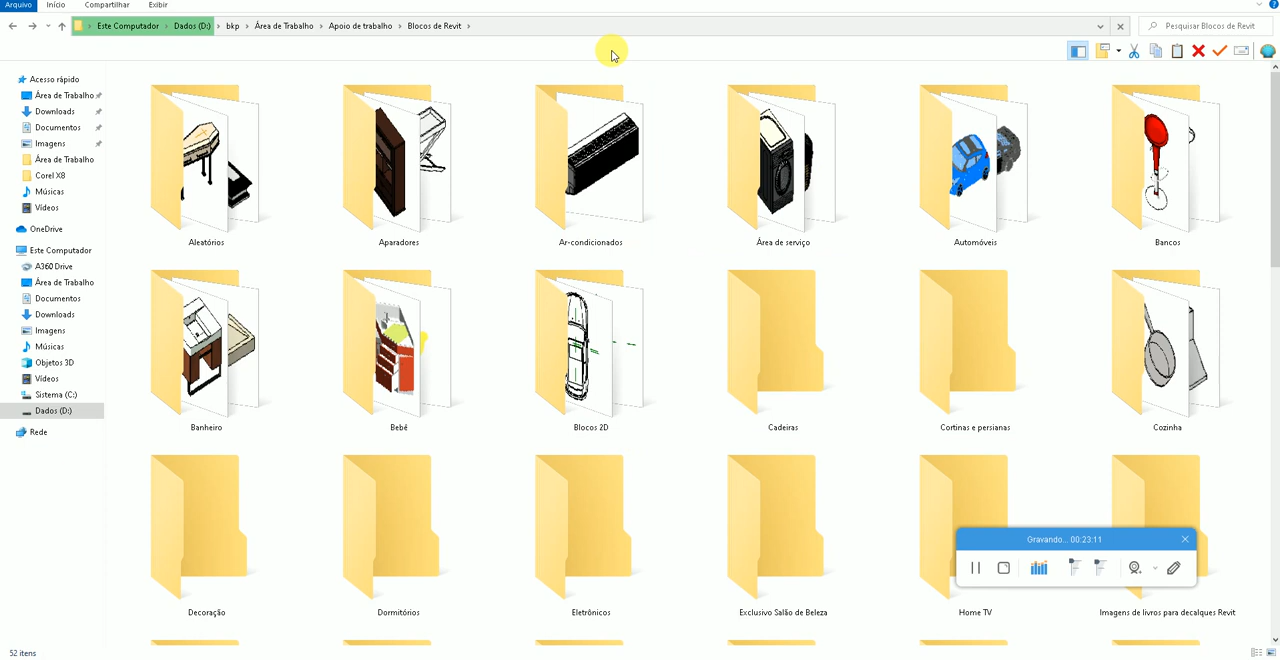 Arquivo Início Compartilhar Exibir
Este Computador > Dados (D:) > bkp > Área de Trabalho > Apoio de trabalho > Blocos de Revit >
Pesquisar Blocos de Revit
Acesso rápido
Área de Trabalho
Downloads
Documentos
Imagens
Área de Trabalho
Corel X8
Músicas
Vídeos
OneDrive
Este Computador
A360 Drive
Área de Trabalho
Documentos
Downloads
Imagens
Músicas
Objetos 3D
Vídeos
Sistema (C:)
Dados (D:)
Rede
Aleatórios Aparadores Ar-condicionados Área de serviço Automóveis Bancos
Banheiro Bebê Blocos 2D Cadeiras Cortinas e persianas Cozinha
Gravando... 00:23:11
Decoração Dormitórios Eletrônicos Exclusivo Salão de Beleza Home TV Imagens de livros para decalques Revit
52 itens